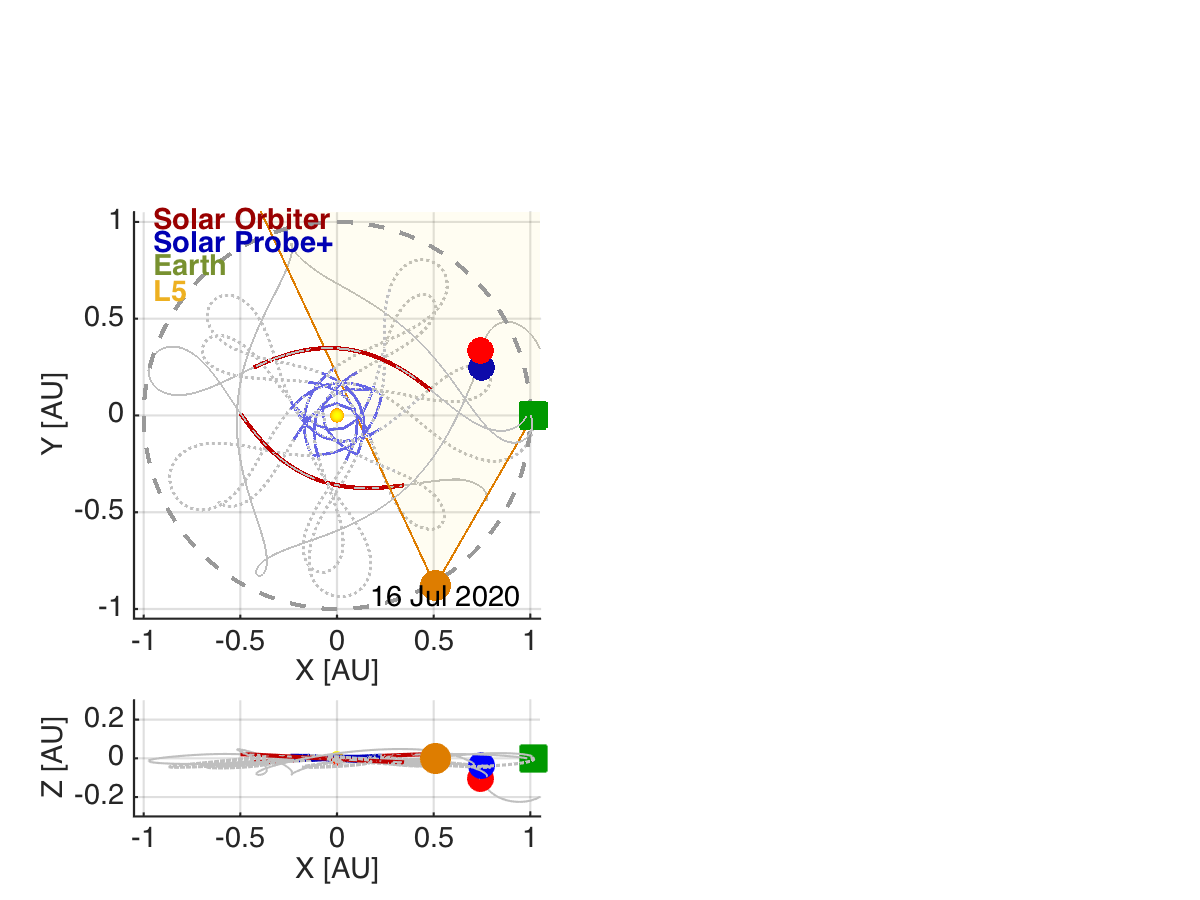 1
Solar Orbiter
Solar Probe+
Earth
L5
0.5
0
-0.5
-1
Y [AU]
16 Jul 2020
-1 -0.5 0 0.5 1
X [AU]
0.2
0
-0.2
Z [AU]
-1 -0.5 0 0.5 1
X [AU]